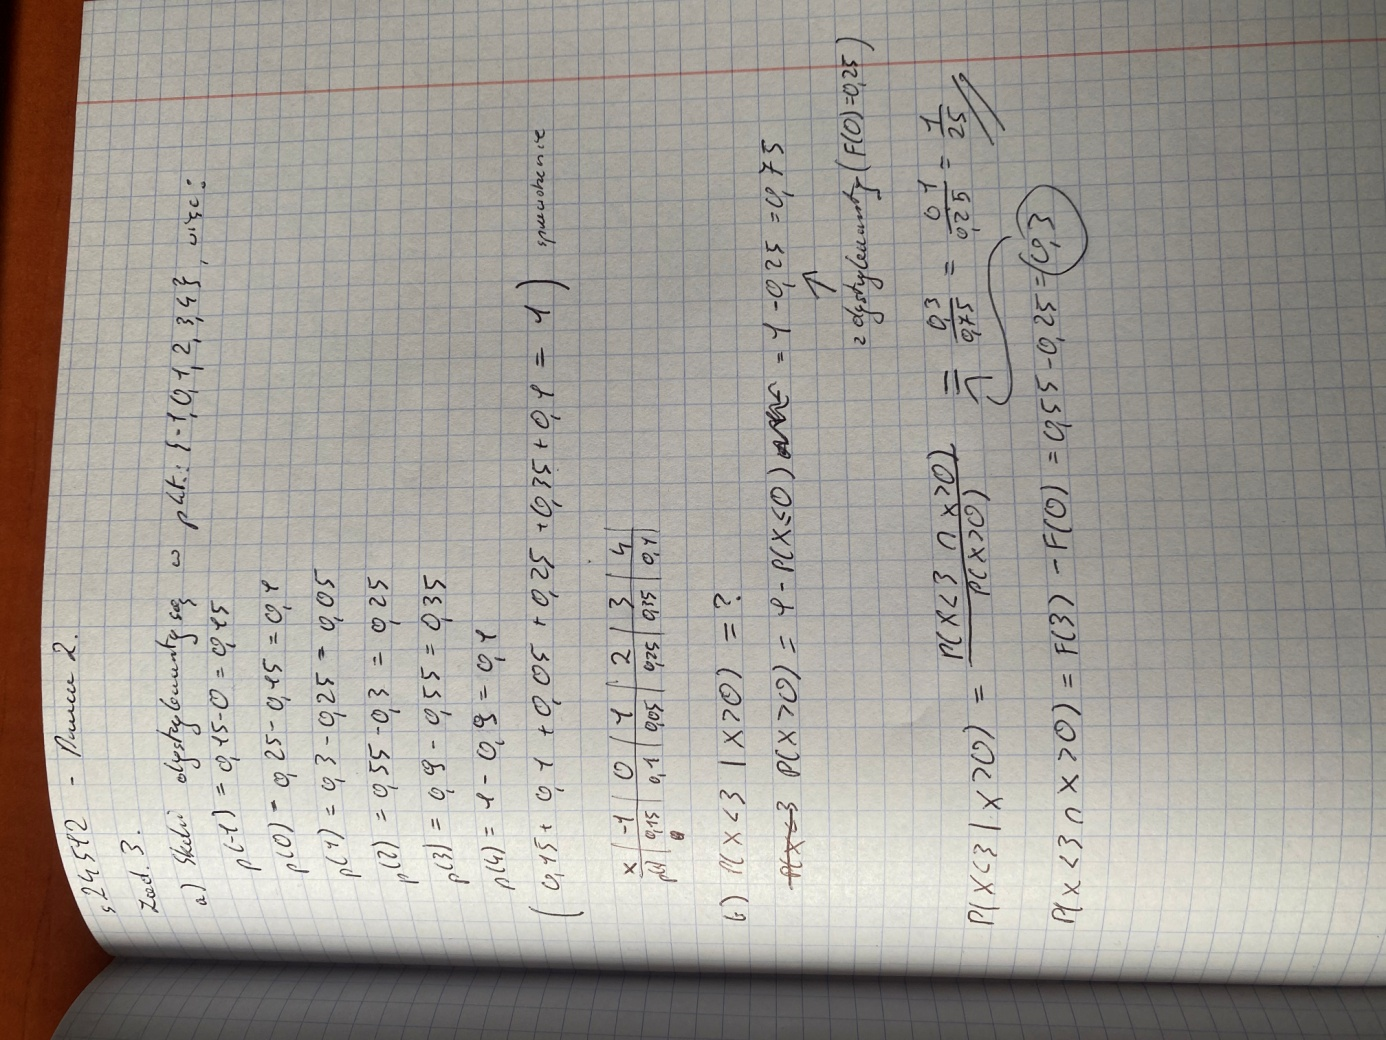 s24542 -
Zad. 3.
a) Skoki dystrybuanty są w pkt.: {-1,0,1,2,3,4}, więc:
p(-1) = 0,15-0 = 0,15
p(0) = 0,25-0,15 = 0,1
p(1) = 0,3-0,25 = 0,05
p(2) = 0,55-0,3 = 0,25
p(3) = 0,9-0,55 = 0,35
p(4) = 1-0,9 = 0,1
(0,15+0,1+0,05+0,25+0,35+0,1 = 1) sprawdzenie
x | -1 | 0 | 1 | 2 | 3 | 4 |
0,15 | 0,1 | 0,05 | 0,25 | 0,35 | 0,1 |
b) P(X<3 | X>0) = ?
P(X<3 P(X>0) = 1 - P(X≤0) = 1-0,25 = 0,75
↑
z dystrybuanty (F(0)=0,25)
P(X<3 | X>0) = P(X<3 ∩ X>0) / P(X>0) = 0,3/0,75 = 0,1/0,25 = 1/25
P(X<3 ∩ X>0) = F(3) - F(0) = 0,55-0,25 = 0,3